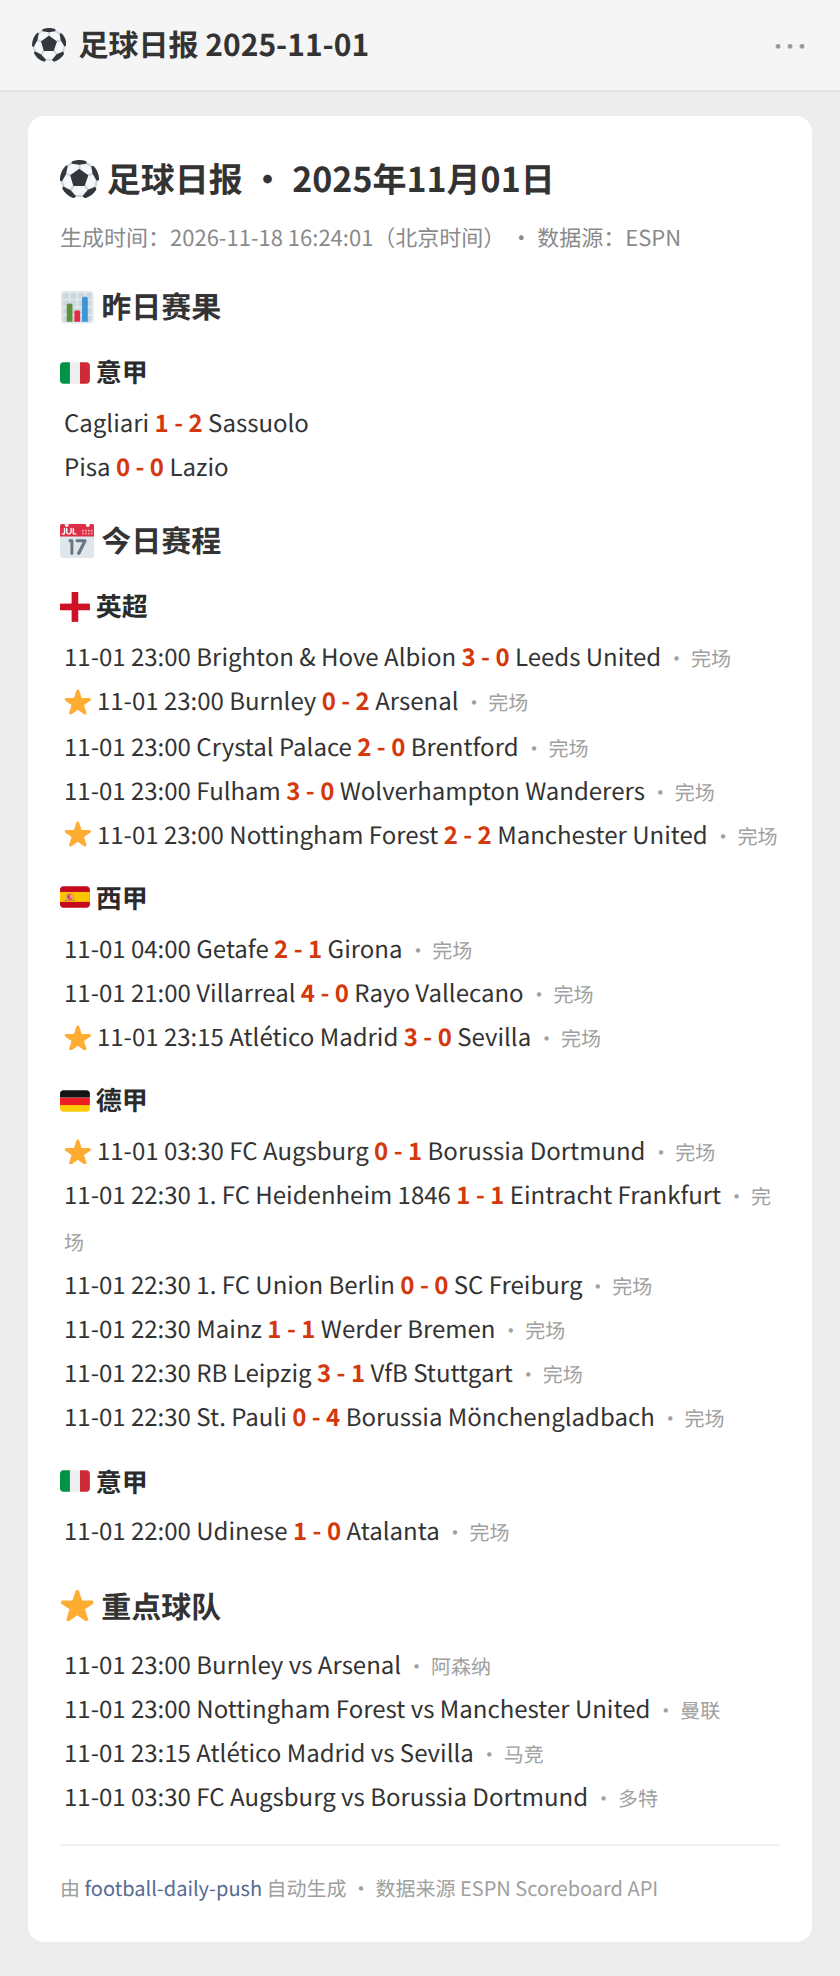 足球日报 2025-11-01
足球日报 · 2025年11月01日
生成时间：2026-11-18 16:24:01（北京时间） · 数据源：ESPN
昨日赛果
意甲
Cagliari 1 - 2 Sassuolo
Pisa 0 - 0 Lazio
JUL 17 今日赛程
英超
11-01 23:00 Brighton & Hove Albion 3 - 0 Leeds United · 完场
11-01 23:00 Burnley 0 - 2 Arsenal · 完场
11-01 23:00 Crystal Palace 2 - 0 Brentford · 完场
11-01 23:00 Fulham 3 - 0 Wolverhampton Wanderers · 完场
11-01 23:00 Nottingham Forest 2 - 2 Manchester United · 完场
西甲
11-01 04:00 Getafe 2 - 1 Girona · 完场
11-01 21:00 Villarreal 4 - 0 Rayo Vallecano · 完场
11-01 23:15 Atlético Madrid 3 - 0 Sevilla · 完场
德甲
11-01 03:30 FC Augsburg 0 - 1 Borussia Dortmund · 完场
11-01 22:30 1. FC Heidenheim 1846 1 - 1 Eintracht Frankfurt · 完
场
11-01 22:30 1. FC Union Berlin 0 - 0 SC Freiburg · 完场
11-01 22:30 Mainz 1 - 1 Werder Bremen · 完场
11-01 22:30 RB Leipzig 3 - 1 VfB Stuttgart · 完场
11-01 22:30 St. Pauli 0 - 4 Borussia Mönchengladbach · 完场
意甲
11-01 22:00 Udinese 1 - 0 Atalanta · 完场
重点球队
11-01 23:00 Burnley vs Arsenal · 阿森纳
11-01 23:00 Nottingham Forest vs Manchester United · 曼联
11-01 23:15 Atlético Madrid vs Sevilla · 马竞
11-01 03:30 FC Augsburg vs Borussia Dortmund · 多特
由 football-daily-push 自动生成 · 数据来源 ESPN Scoreboard API